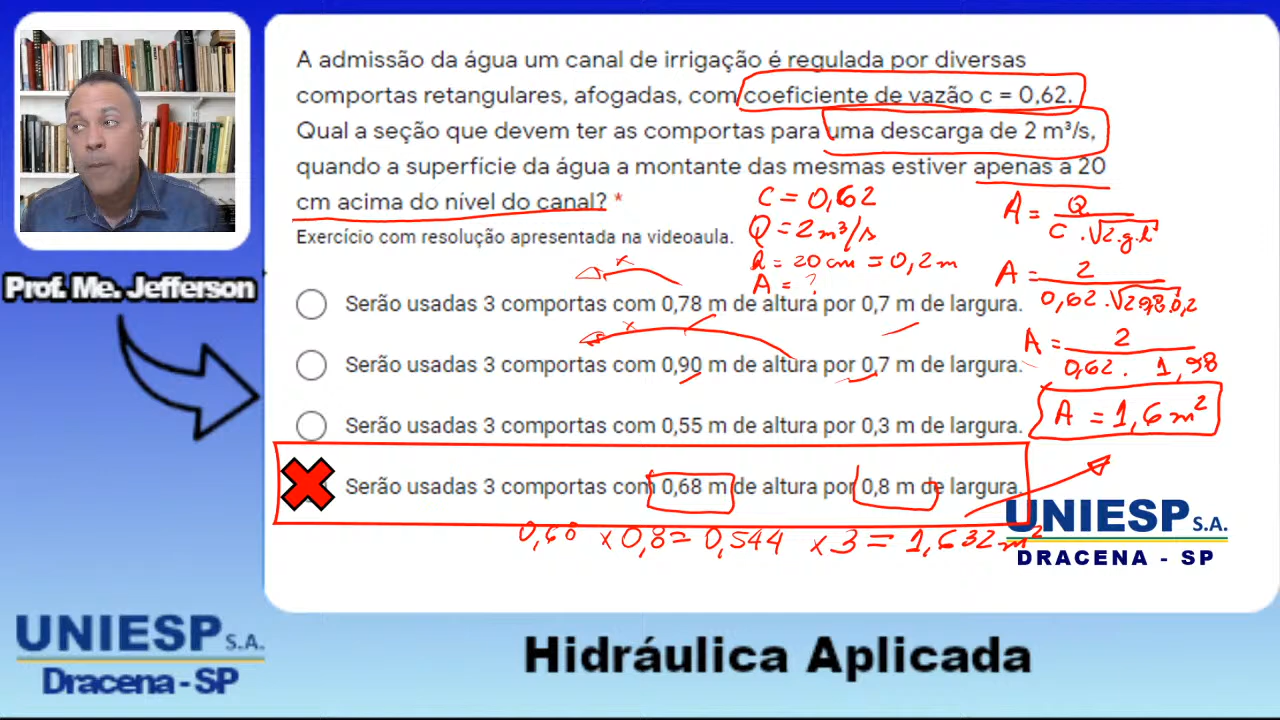 A admissão da água um canal de irrigação é regulada por diversas
comportas retangulares, afogadas, com coeficiente de vazão c = 0,62.
Qual a seção que devem ter as comportas para uma descarga de 2 m³/s,
quando a superfície da água a montante das mesmas estiver apenas a 20
cm acima do nível do canal? *
Exercício com resolução apresentada na videoaula.
C = 0,62
Q = 2 m³/s
h = 20 cm = 0,2 m
A = ?
A = Q / C . √2.g.h
A = 2 / 0,62 . √2.9,8.0,2
A = 2 / 0,62 . 1,98
A = 1,6 m²
Prof. Me. Jefferson
x
Serão usadas 3 comportas com 0,78 m de altura por 0,7 m de largura.
x
Serão usadas 3 comportas com 0,90 m de altura por 0,7 m de largura.
Serão usadas 3 comportas com 0,55 m de altura por 0,3 m de largura.
Serão usadas 3 comportas com 0,68 m de altura por 0,8 m de largura.
0,68 x 0,8 = 0,544 x 3 = 1,632 m²
UNIESP S.A.
DRACENA - SP
UNIESP S.A.
Dracena - SP
Hidráulica Aplicada